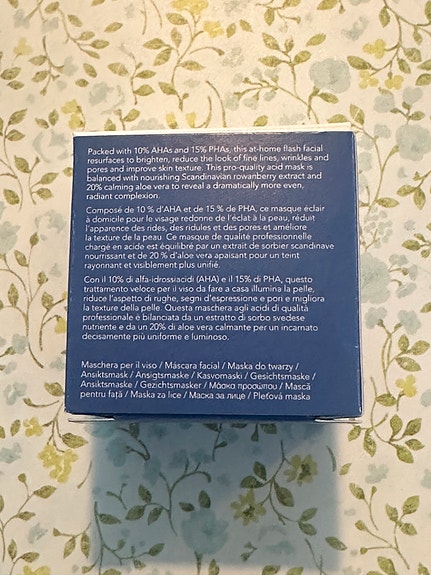 Packed with 10% AHAs and 15% PHAs, this at-home flash facial
resurfaces to brighten, reduce the look of fine lines, wrinkles and
pores and improve skin texture. This pro-quality acid mask is
balanced with nourishing Scandinavian rowanberry extract and
20% calming aloe vera to reveal a dramatically more even,
radiant complexion.
Composé de 10 % d'AHA et de 15 % de PHA, ce masque éclair
à domicile pour le visage redonne de l'éclat à la peau, réduit
l'apparence des rides, des ridules et des pores et améliore
la texture de la peau. Ce masque de qualité professionnelle
chargé en acide est équilibré par un extrait de sorbier scandinave
nourrissant et de 20 % d'aloe vera apaisant pour un teint
rayonnant et visiblement plus unifié.
Con il 10% di alfa-idrossiacidi (AHA) e il 15% di PHA, questo
trattamento veloce per il viso da fare a casa illumina la pelle,
riduce l'aspetto di rughe, segni d'espressione e pori e migliora
la texture della pelle. Questa maschera agli acidi di qualità
professionale è bilanciata da un estratto di sorbo svedese
nutriente e da un 20% di aloe vera calmante per un incarnato
decisamente più uniforme e luminoso.
Maschera per il viso / Máscara facial / Maska do twarzy /
Ansiktsmask / Ansigtsmaske / Kasvomaski / Gesichtsmaske /
Ansiktsmaske / Gezichtsmasker / Μάσκα προσώπου / Mască
pentru față / Maska za lice / Маска за лице / Pleťová maska